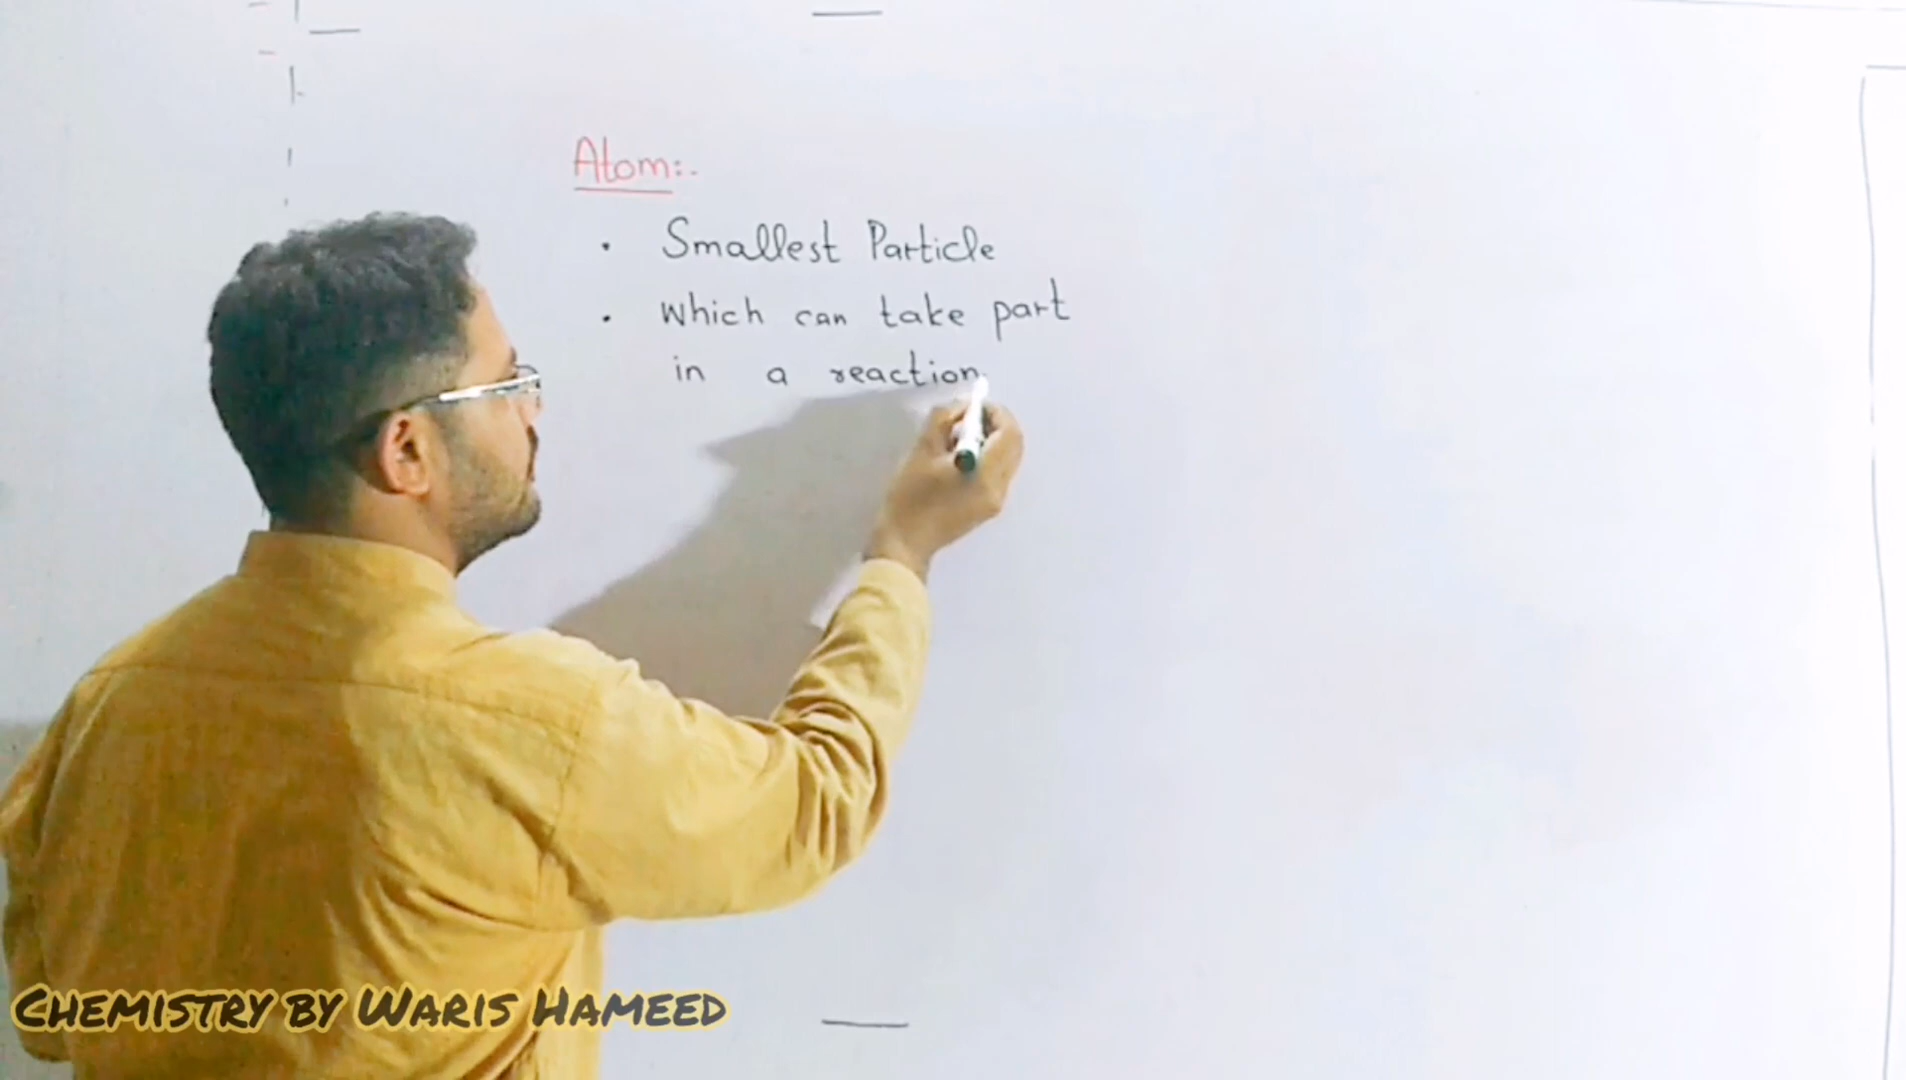 Atom:-
• Smallest Particle
• Which can take part
in a reaction
CHEMISTRY BY WARIS HAMEED